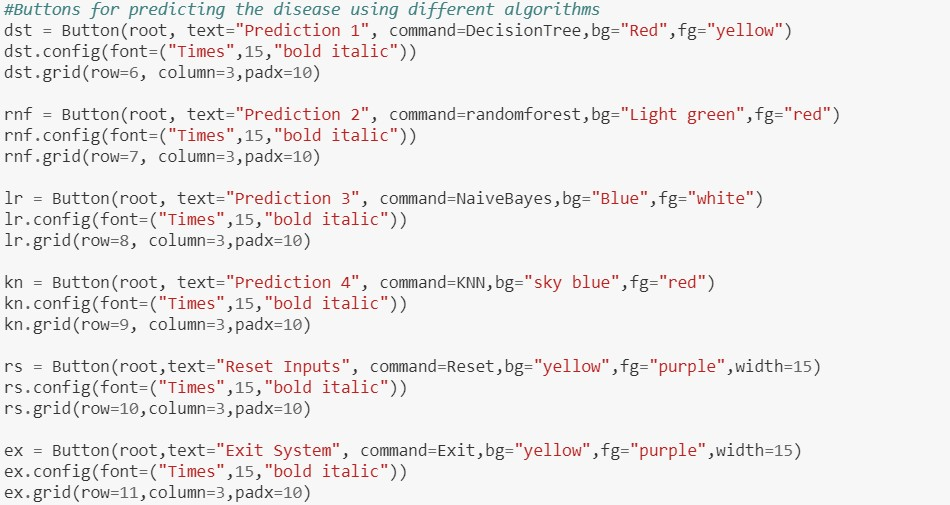 #Buttons for predicting the disease using different algorithms
dst = Button(root, text="Prediction 1", command=DecisionTree,bg="Red",fg="yellow")
dst.config(font=("Times",15,"bold italic"))
dst.grid(row=6, column=3,padx=10)

rnf = Button(root, text="Prediction 2", command=randomforest,bg="Light green",fg="red")
rnf.config(font=("Times",15,"bold italic"))
rnf.grid(row=7, column=3,padx=10)

lr = Button(root, text="Prediction 3", command=NaiveBayes,bg="Blue",fg="white")
lr.config(font=("Times",15,"bold italic"))
lr.grid(row=8, column=3,padx=10)

kn = Button(root, text="Prediction 4", command=KNN,bg="sky blue",fg="red")
kn.config(font=("Times",15,"bold italic"))
kn.grid(row=9, column=3,padx=10)

rs = Button(root,text="Reset Inputs", command=Reset,bg="yellow",fg="purple",width=15)
rs.config(font=("Times",15,"bold italic"))
rs.grid(row=10,column=3,padx=10)

ex = Button(root,text="Exit System", command=Exit,bg="yellow",fg="purple",width=15)
ex.config(font=("Times",15,"bold italic"))
ex.grid(row=11,column=3,padx=10)